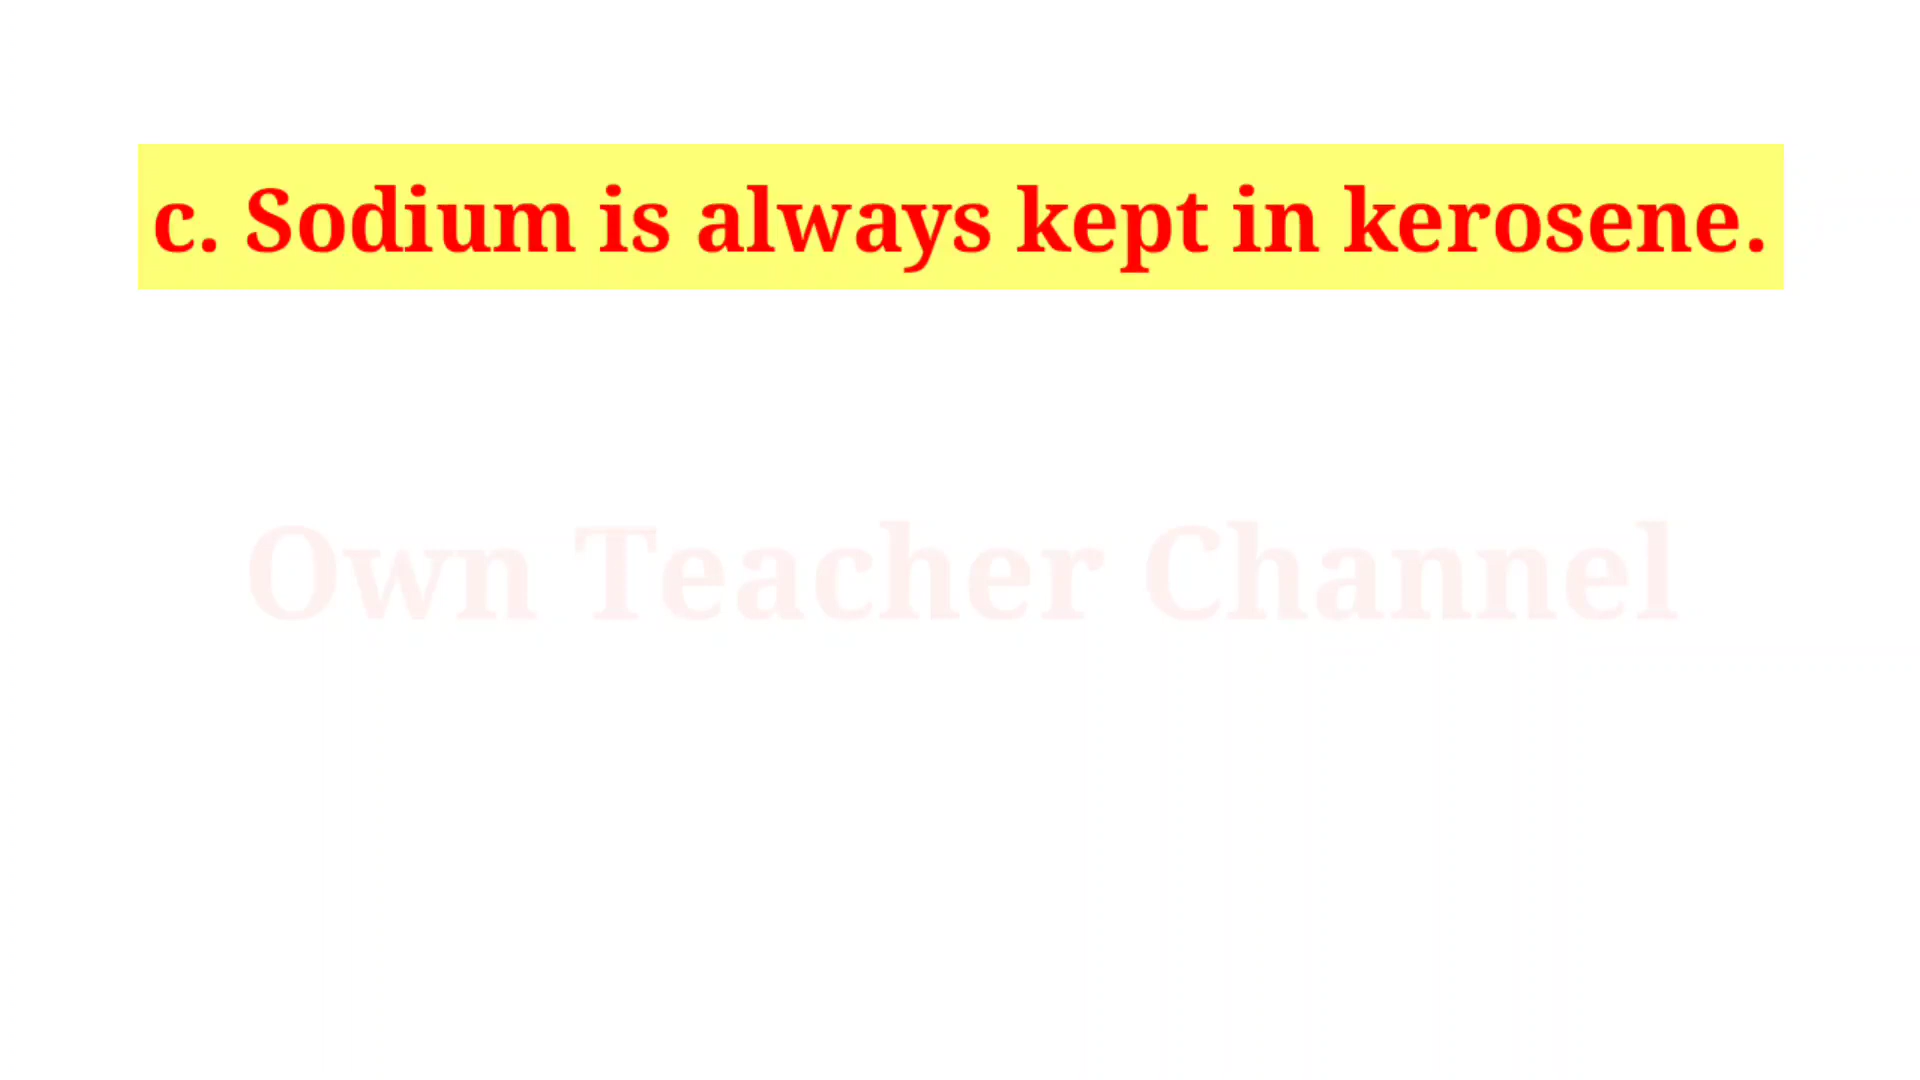 c. Sodium is always kept in kerosene.
Own Teacher Channel